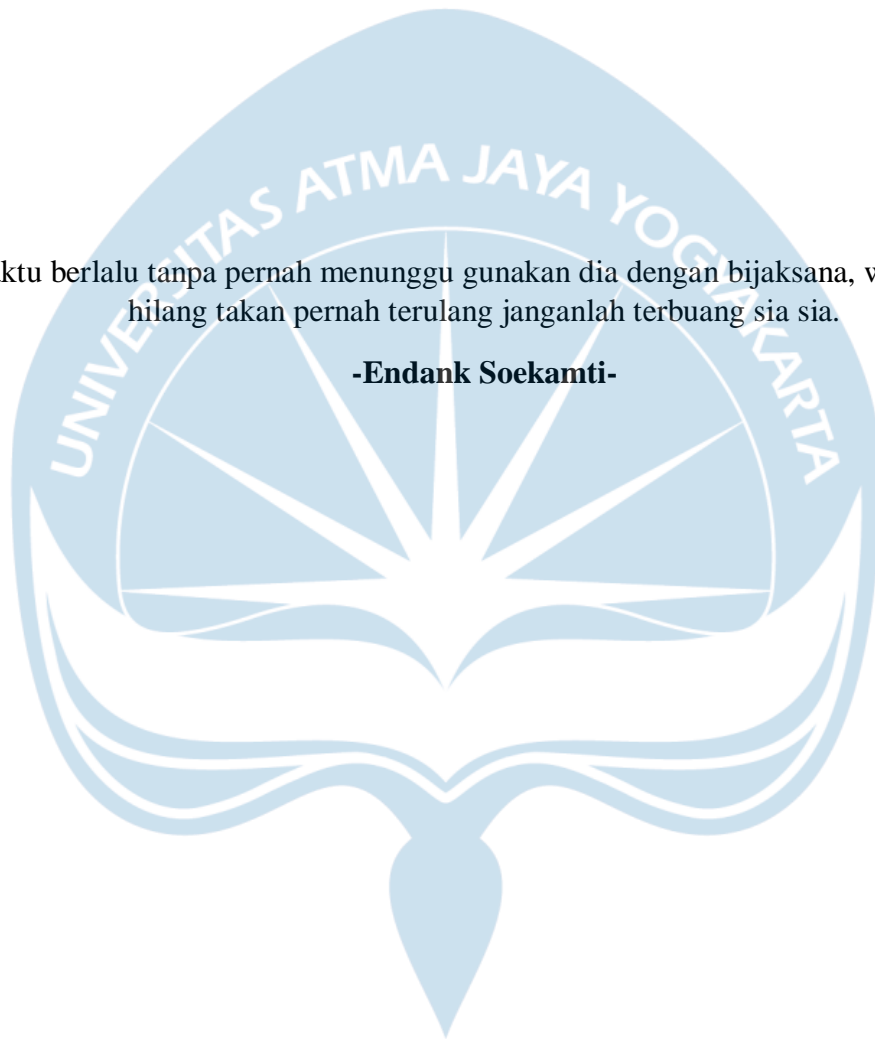 UNIVERSITAS ATMA JAYA YOGYAKARTA
berlalu tanpa pernah menunggu gunakan dia dengan bijaksana,
hilang takan pernah terulang janganlah terbuang sia sia.
-Endank Soekamti-